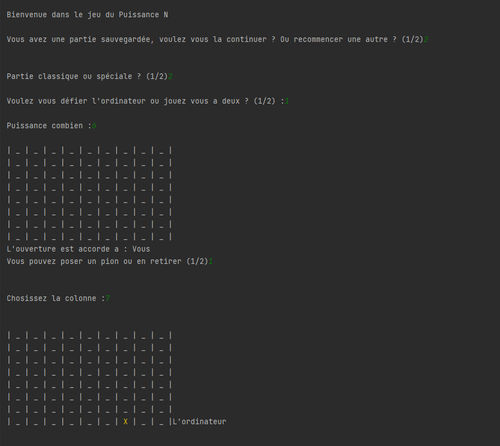 Bienvenue dans le jeu du Puissance N
Vous avez une partie sauvegardée, voulez vous la continuer ? Ou recommencer une autre ? (1/2)2
Partie classique ou spéciale ? (1/2)2
Voulez vous défier l'ordinateur ou jouez vous a deux ? (1/2) :1
Puissance combien :6
| _ | _ | _ | _ | _ | _ | _ | _ | _ |
| _ | _ | _ | _ | _ | _ | _ | _ | _ |
| _ | _ | _ | _ | _ | _ | _ | _ | _ |
| _ | _ | _ | _ | _ | _ | _ | _ | _ |
| _ | _ | _ | _ | _ | _ | _ | _ | _ |
| _ | _ | _ | _ | _ | _ | _ | _ | _ |
| _ | _ | _ | _ | _ | _ | _ | _ | _ |
| _ | _ | _ | _ | _ | _ | _ | _ | _ |
L'ouverture est accorde a : Vous
Vous pouvez poser un pion ou en retirer (1/2)1
Chosissez la colonne :7
| _ | _ | _ | _ | _ | _ | _ | _ | _ |
| _ | _ | _ | _ | _ | _ | _ | _ | _ |
| _ | _ | _ | _ | _ | _ | _ | _ | _ |
| _ | _ | _ | _ | _ | _ | _ | _ | _ |
| _ | _ | _ | _ | _ | _ | _ | _ | _ |
| _ | _ | _ | _ | _ | _ | _ | _ | _ |
| _ | _ | _ | _ | _ | _ | _ | _ | _ |
| _ | _ | _ | _ | _ | _ | X | _ | _ |L'ordinateur